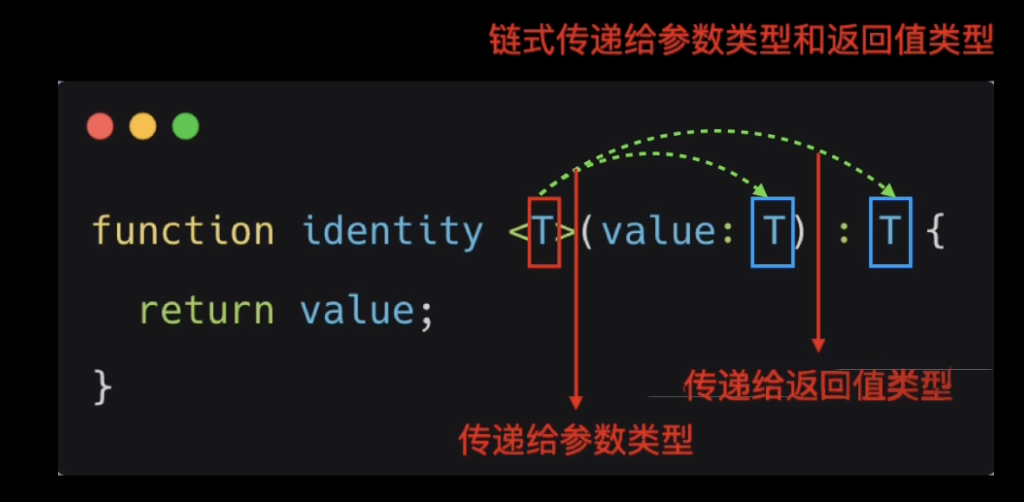 链式传递给参数类型和返回值类型
function identity <T>(value: T) : T {
return value;
}
传递给返回值类型
传递给参数类型